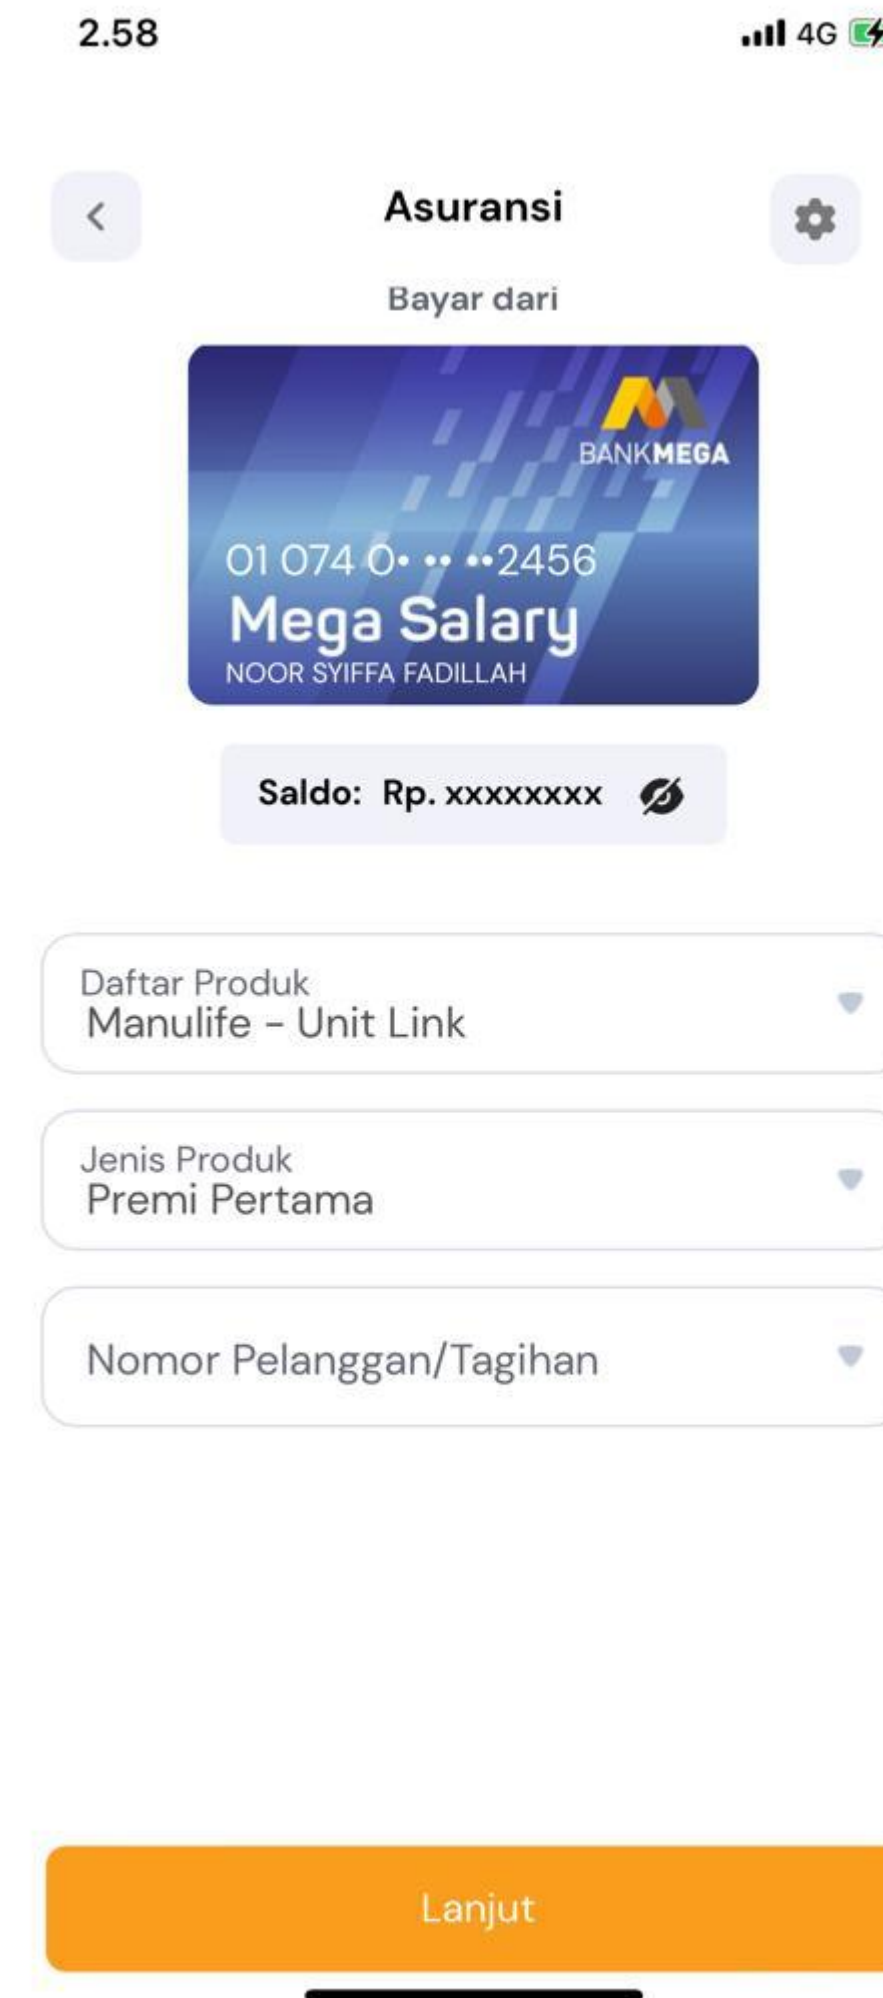 2.58
4G
Asuransi
Bayar dari
BANKMEGA
01 074 0• •• ••2456
Mega Salary
NOOR SYIFFA FADILLAH
Saldo: Rp. xxxxxxxx
Daftar Produk
Manulife - Unit Link
Jenis Produk
Premi Pertama
Nomor Pelanggan/Tagihan
Lanjut